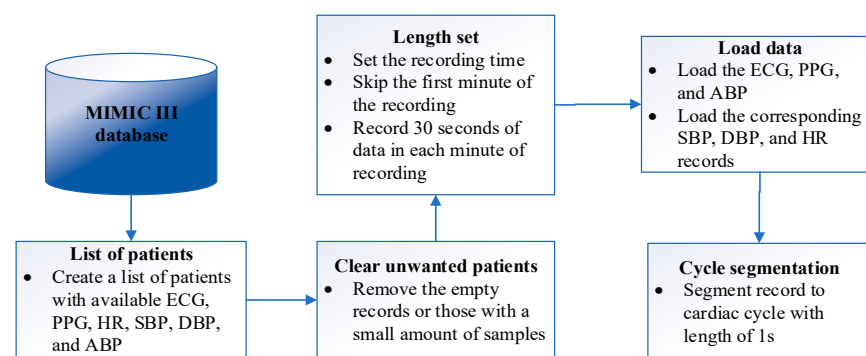 MIMIC III
database
List of patients
• Create a list of patients
with available ECG,
PPG, HR, SBP, DBP,
and ABP
Clear unwanted patients
• Remove the empty
records or those with a
small amount of samples
Length set
• Set the recording time
• Skip the first minute of
the recording
• Record 30 seconds of
data in each minute of
recording
Load data
• Load the ECG, PPG,
and ABP
• Load the corresponding
SBP, DBP, and HR
records
Cycle segmentation
• Segment record to
cardiac cycle with
length of 1s